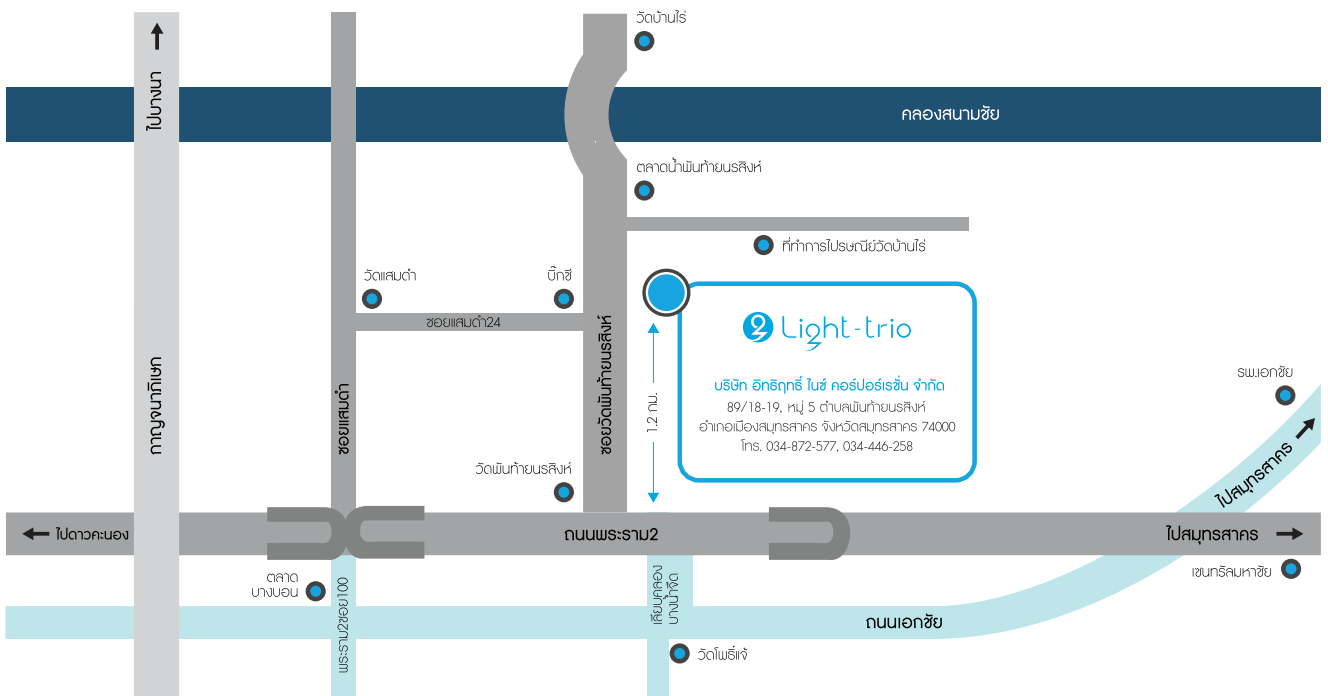 วัดบ้านไร่
ไปบางนา
คลองสนามชัย
ตลาดน้ำพันท้ายนรสิงห์
ที่ทำการไปรษณีย์วัดบ้านไร่
วัดแสมดำ
บิ๊กซี
ซอยแสมดำ24
Light-trio
บริษัท อิทธิฤทธิ์ ไนซ์ คอร์ปอร์เรชั่น จำกัด
89/18-19, หมู่ 5 ตำบลพันท้ายนรสิงห์
อำเภอเมืองสมุทรสาคร จังหวัดสมุทรสาคร 74000
โทร. 034-872-577, 034-446-258
กาญจนาภิเษก
ซอยแสมดำ
ซอยวัดพันท้ายนรสิงห์
1.2 กม.
รพ.เอกชัย
วัดพันท้ายนรสิงห์
ไปสมุทรสาคร
ไปดาวคะนอง
ถนนพระราม2
ไปสมุทรสาคร
เซนทรัลมหาชัย
ตลาด
บางบอน
พระราม2ซอย100
เลียบคลอง
บางน้ำจืด
ถนนเอกชัย
วัดโพธิ์แจ้